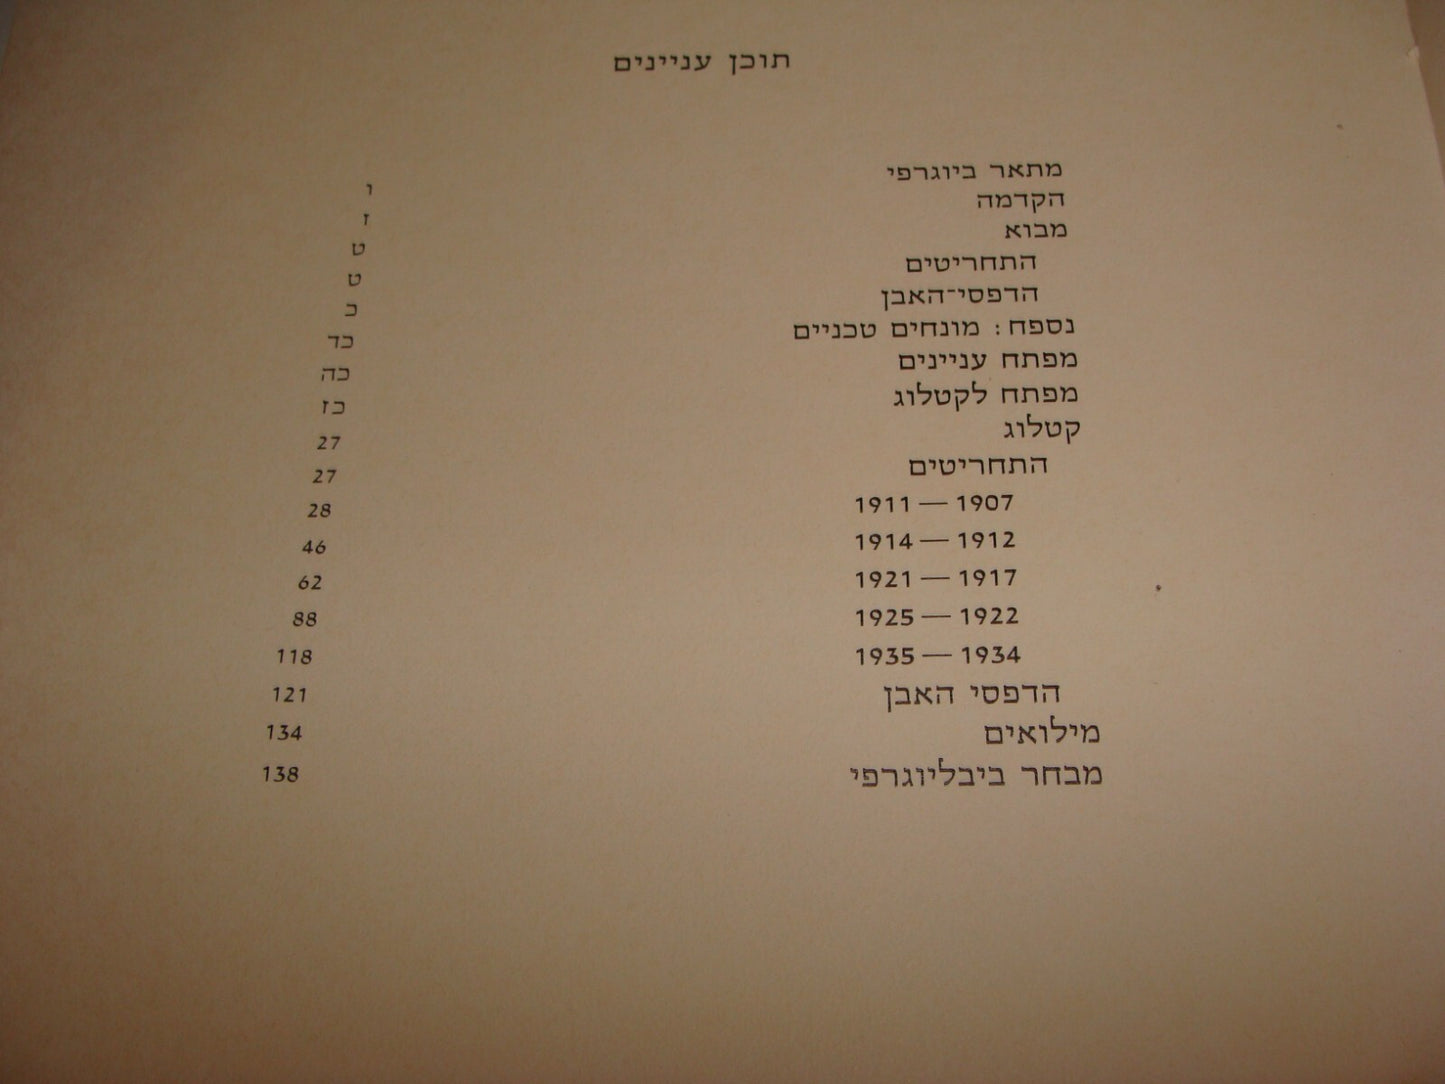 תוכן עניינים
מתאר ביוגרפי ו
הקדמה ז
מבוא ט
התחריטים ט
הדפסי־האבן כ
נספח: מונחים טכניים כד
מפתח עניינים כה
מפתח לקטלוג כז
קטלוג 27
התחריטים 27
1907 — 1911 28
1912 — 1914 46
1917 — 1921 62
1922 — 1925 88
1934 — 1935 118
הדפסי האבן 121
מילואים 134
מבחר ביבליוגרפי 138